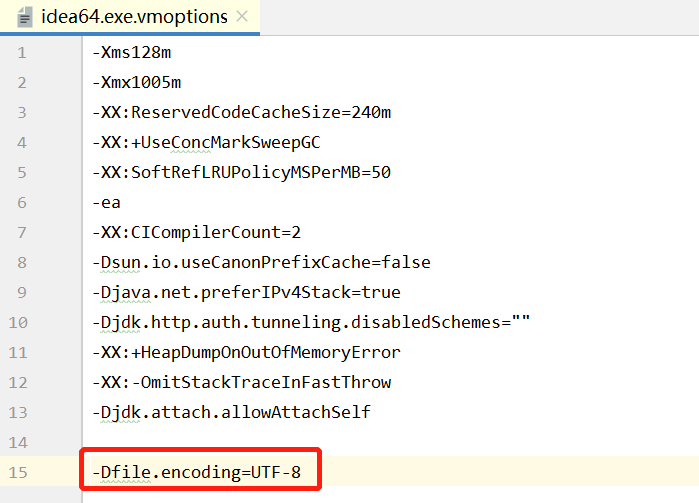 idea64.exe.vmoptions
1 -Xms128m
2 -Xmx1005m
3 -XX:ReservedCodeCacheSize=240m
4 -XX:+UseConcMarkSweepGC
5 -XX:SoftRefLRUPolicyMSPerMB=50
6 -ea
7 -XX:CICompilerCount=2
8 -Dsun.io.useCanonPrefixCache=false
9 -Djava.net.preferIPv4Stack=true
10 -Djdk.http.auth.tunneling.disabledSchemes=""
11 -XX:+HeapDumpOnOutOfMemoryError
12 -XX:-OmitStackTraceInFastThrow
13 -Djdk.attach.allowAttachSelf
14
15 -Dfile.encoding=UTF-8